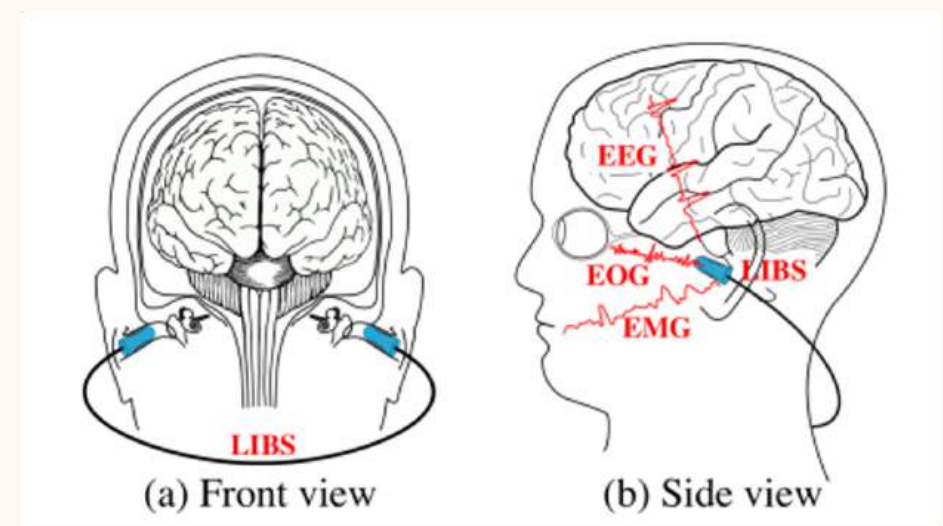 LIBS
(a) Front view
EEG
EOG
LIBS
EMG
(b) Side view